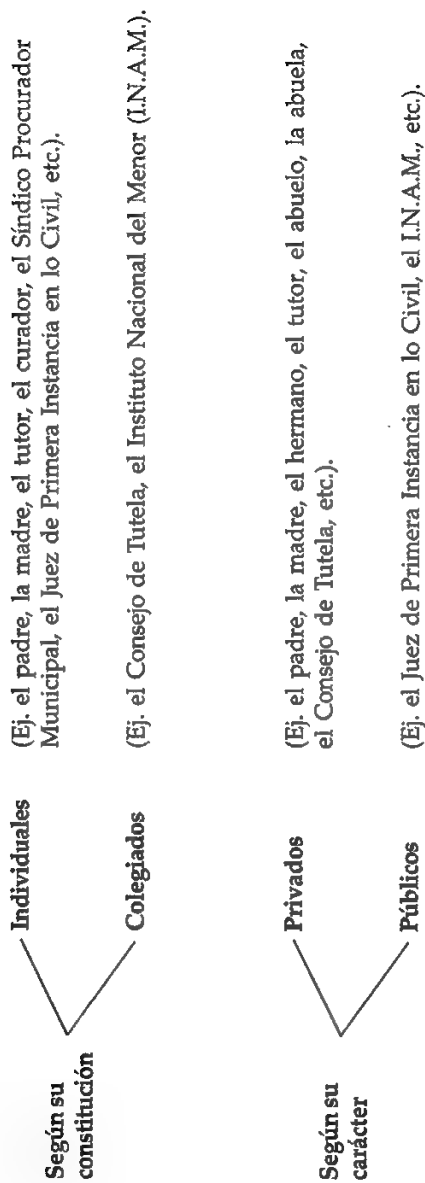 Según su
constitución
Individuales
(Ej. el padre, la madre, el tutor, el curador, el Síndico Procurador
Municipal, el Juez de Primera Instancia en lo Civil, etc.).
Colegiados
(Ej. el Consejo de Tutela, el Instituto Nacional del Menor (I.N.A.M.).
Según su
carácter
Privados
(Ej. el padre, la madre, el hermano, el tutor, el abuelo, la abuela,
el Consejo de Tutela, etc.).
Públicos
(Ej. el Juez de Primera Instancia en lo Civil, el I.N.A.M., etc.).